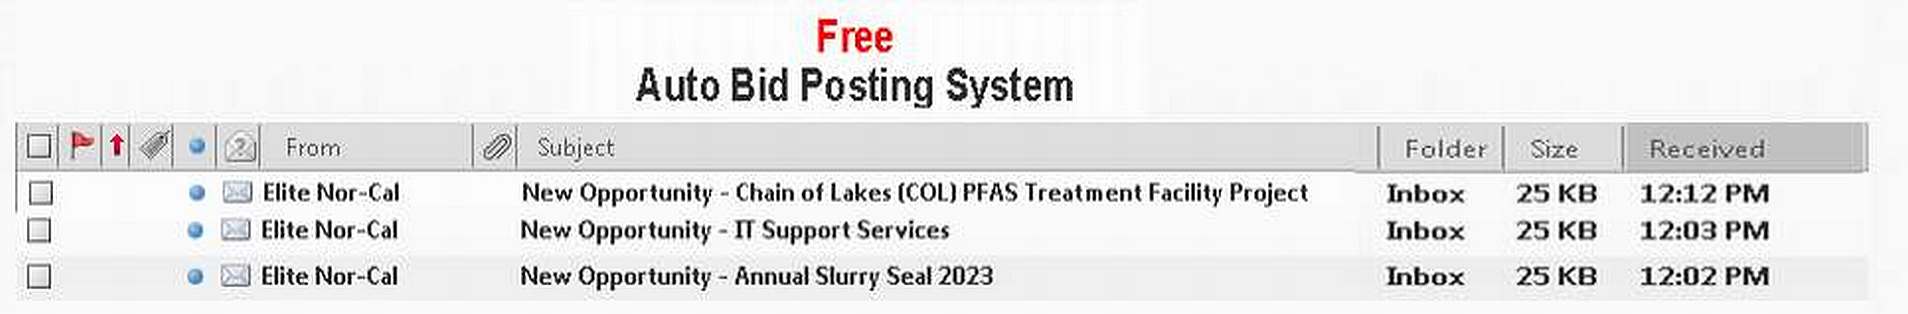 Free
Auto Bid Posting System
From Subject Folder Size Received
Elite Nor-Cal New Opportunity - Chain of Lakes (COL) PFAS Treatment Facility Project Inbox 25 KB 12:12 PM
Elite Nor-Cal New Opportunity - IT Support Services Inbox 25 KB 12:03 PM
Elite Nor-Cal New Opportunity - Annual Slurry Seal 2023 Inbox 25 KB 12:02 PM